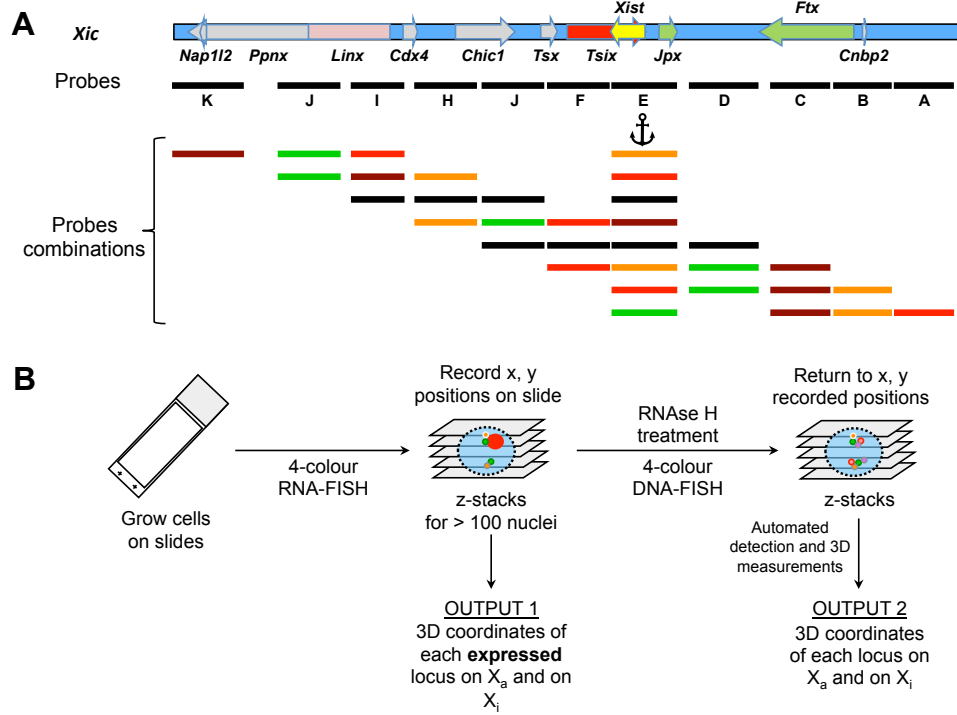 A
Xist
Ftx
Xic
Nap1l2 Ppnx Linx Cdx4 Chic1 Tsx Tsix Jpx Cnbp2
Probes
K J I H J F E D C B A
Probes
combinations
B
Grow cells
on slides
4-colour
RNA-FISH
Record x, y
positions on slide
z-stacks
for > 100 nuclei
OUTPUT 1
3D coordinates of
each expressed
locus on Xa and on
Xi
RNAse H
treatment
4-colour
DNA-FISH
Return to x, y
recorded positions
z-stacks
Automated
detection and 3D
measurements
OUTPUT 2
3D coordinates
of each locus on
Xa and on Xi